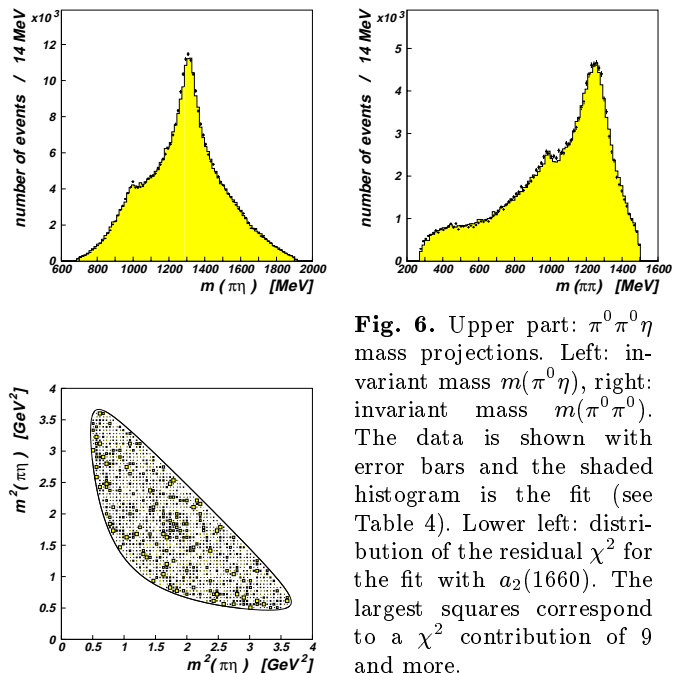 x10³
number of events / 14 MeV
12
10
8
6
4
2
0
600 800 1000 1200 1400 1600 1800 2000
m (πη) [MeV]
x10³
number of events / 14 MeV
5
4
3
2
1
0
200 400 600 800 1000 1200 1400 1600
m (ππ) [MeV]
m²(πη) [GeV²]
4
3.5
3
2.5
2
1.5
1
0.5
0
0 0.5 1 1.5 2 2.5 3 3.5 4
m²(πη) [GeV²]
Fig. 6. Upper part: π⁰π⁰η
mass projections. Left: in-
variant mass m(π⁰η), right:
invariant mass m(π⁰π⁰).
The data is shown with
error bars and the shaded
histogram is the fit (see
Table 4). Lower left: distri-
bution of the residual χ² for
the fit with a₂(1660). The
largest squares correspond
to a χ² contribution of 9
and more.